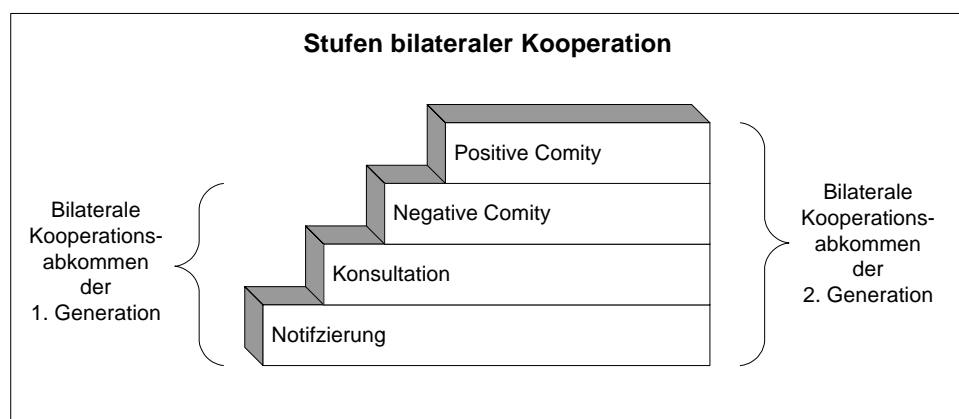 Stufen bilateraler Kooperation
Positive Comity
Negative Comity
Konsultation
Notifzierung
Bilaterale
Kooperations-
abkommen
der
1. Generation
Bilaterale
Kooperations-
abkommen
der
2. Generation